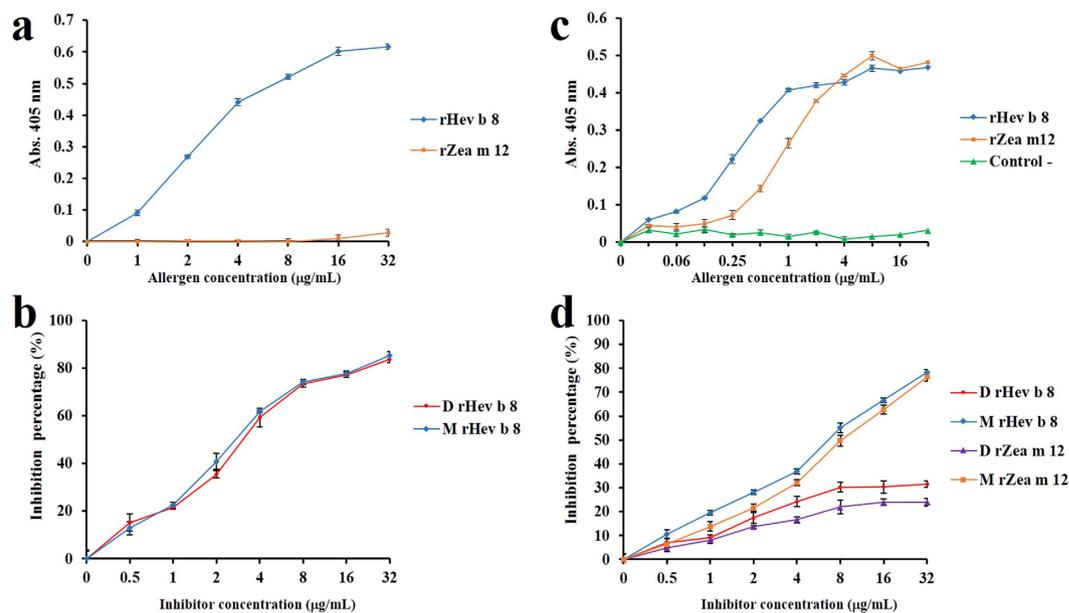 a
0.7
0.6
0.5
0.4
0.3
0.2
0.1
0
Abs. 405 nm
0 1 2 4 8 16 32
Allergen concentration (µg/mL)
rHev b 8
rZea m 12
c
0.6
0.5
0.4
0.3
0.2
0.1
0
Abs. 405 nm
0 0.06 0.25 1 4 16
Allergen concentration (µg/mL)
rHev b 8
rZea m12
Control -
b
100
80
60
40
20
0
Inhibition percentage (%)
0 0.5 1 2 4 8 16 32
Inhibitor concentration (µg/mL)
D rHev b 8
M rHev b 8
d
100
90
80
70
60
50
40
30
20
10
0
Inhibition percentage (%)
0 0.5 1 2 4 8 16 32
Inhibitor concentration (µg/mL)
D rHev b 8
M rHev b 8
D rZea m 12
M rZea m 12